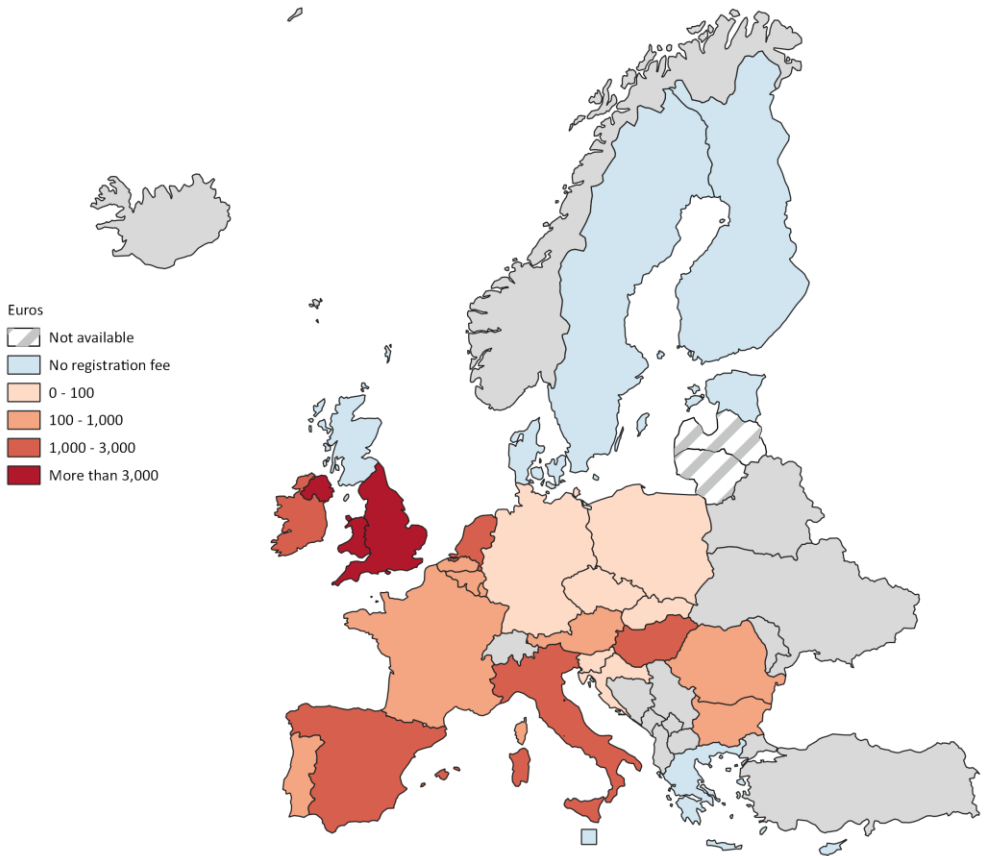 Euros
Not available
No registration fee
0 - 100
100 - 1,000
1,000 - 3,000
More than 3,000